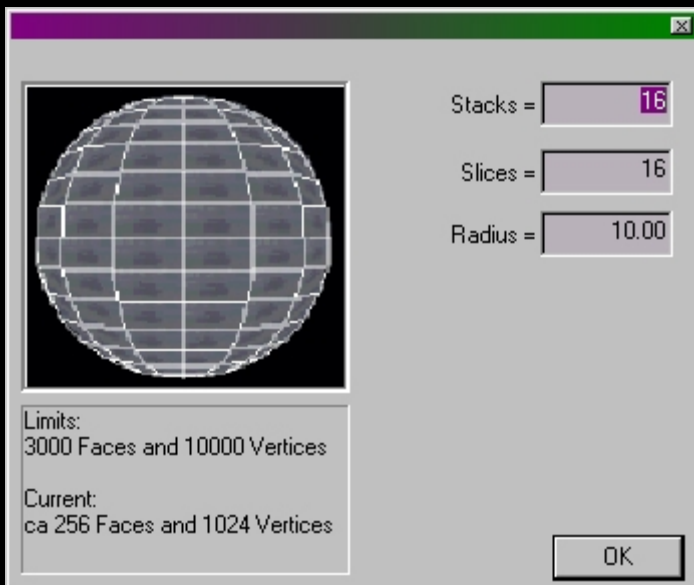 Stacks = 16
Slices = 16
Radius = 10.00
Limits:
3000 Faces and 10000 Vertices
Current:
ca 256 Faces and 1024 Vertices
OK